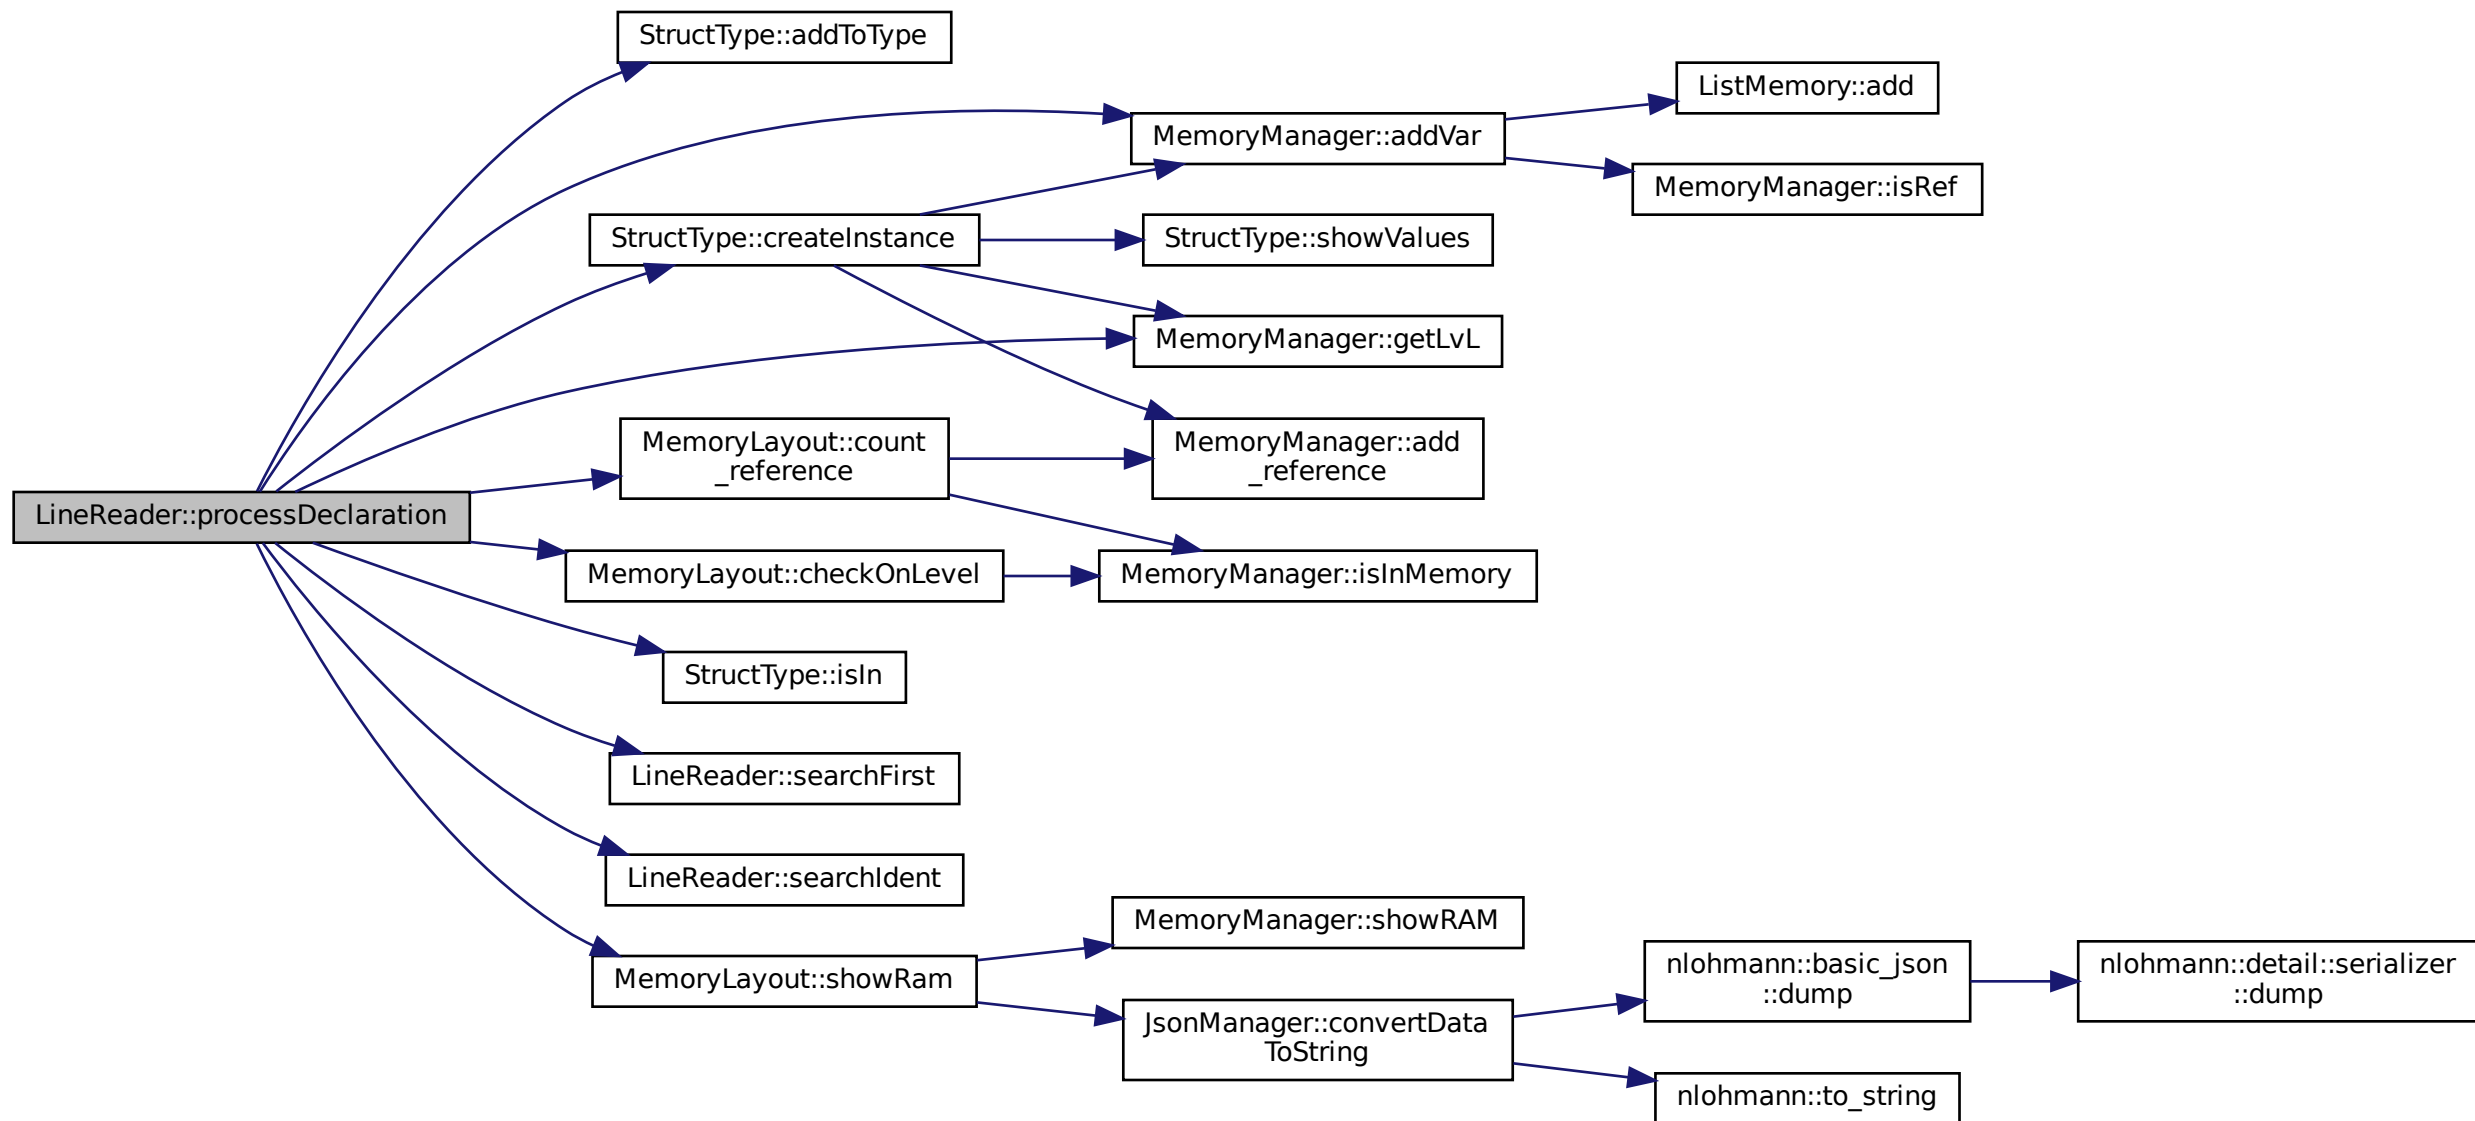 StructType::addToType
ListMemory::add
MemoryManager::addVar
MemoryManager::isRef
StructType::createInstance
StructType::showValues
MemoryManager::getLvL
MemoryLayout::count
_reference
MemoryManager::add
_reference
LineReader::processDeclaration
MemoryLayout::checkOnLevel
MemoryManager::isInMemory
StructType::isIn
LineReader::searchFirst
LineReader::searchIdent
MemoryManager::showRAM
MemoryLayout::showRam
nlohmann::basic_json
::dump
nlohmann::detail::serializer
::dump
JsonManager::convertData
ToString
nlohmann::to_string